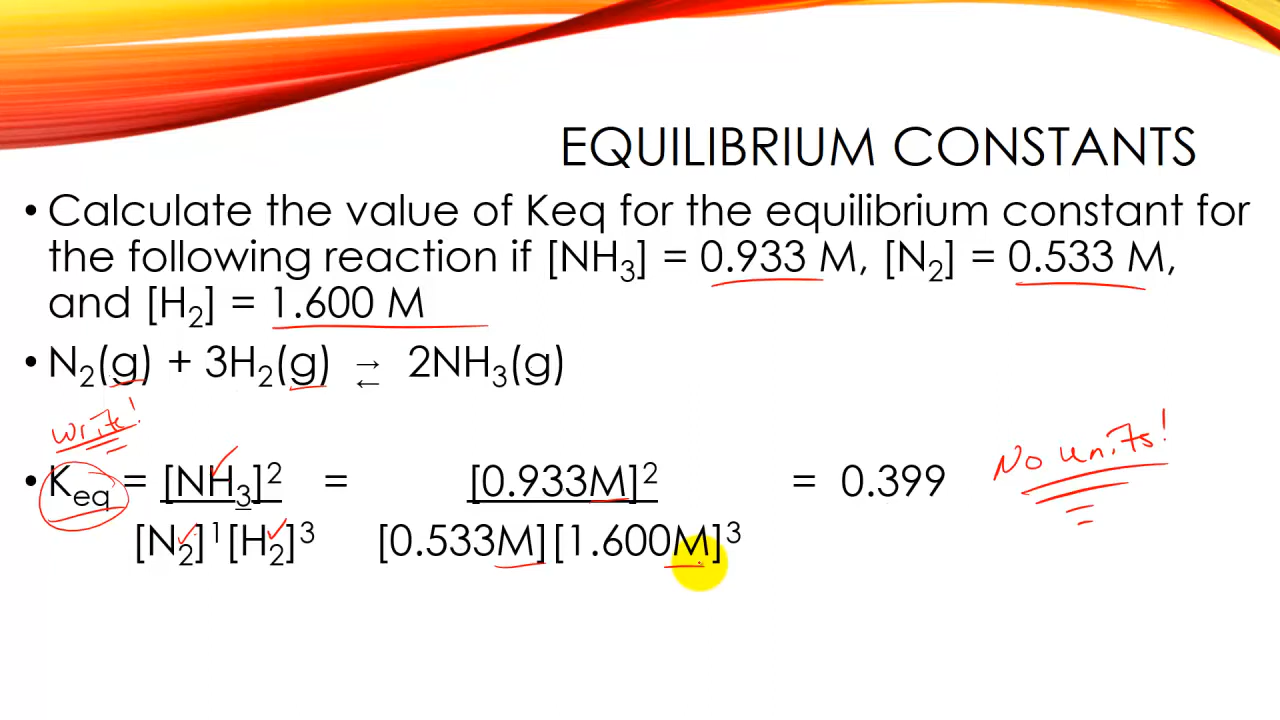 EQUILIBRIUM CONSTANTS
• Calculate the value of Keq for the equilibrium constant for
the following reaction if [NH₃] = 0.933 M, [N₂] = 0.533 M,
and [H₂] = 1.600 M
• N₂(g) + 3H₂(g) ⇄ 2NH₃(g)
write!
No units!
• Keq = [NH₃]² = [0.933M]² = 0.399
[N₂]¹[H₂]³ [0.533M][1.600M]³